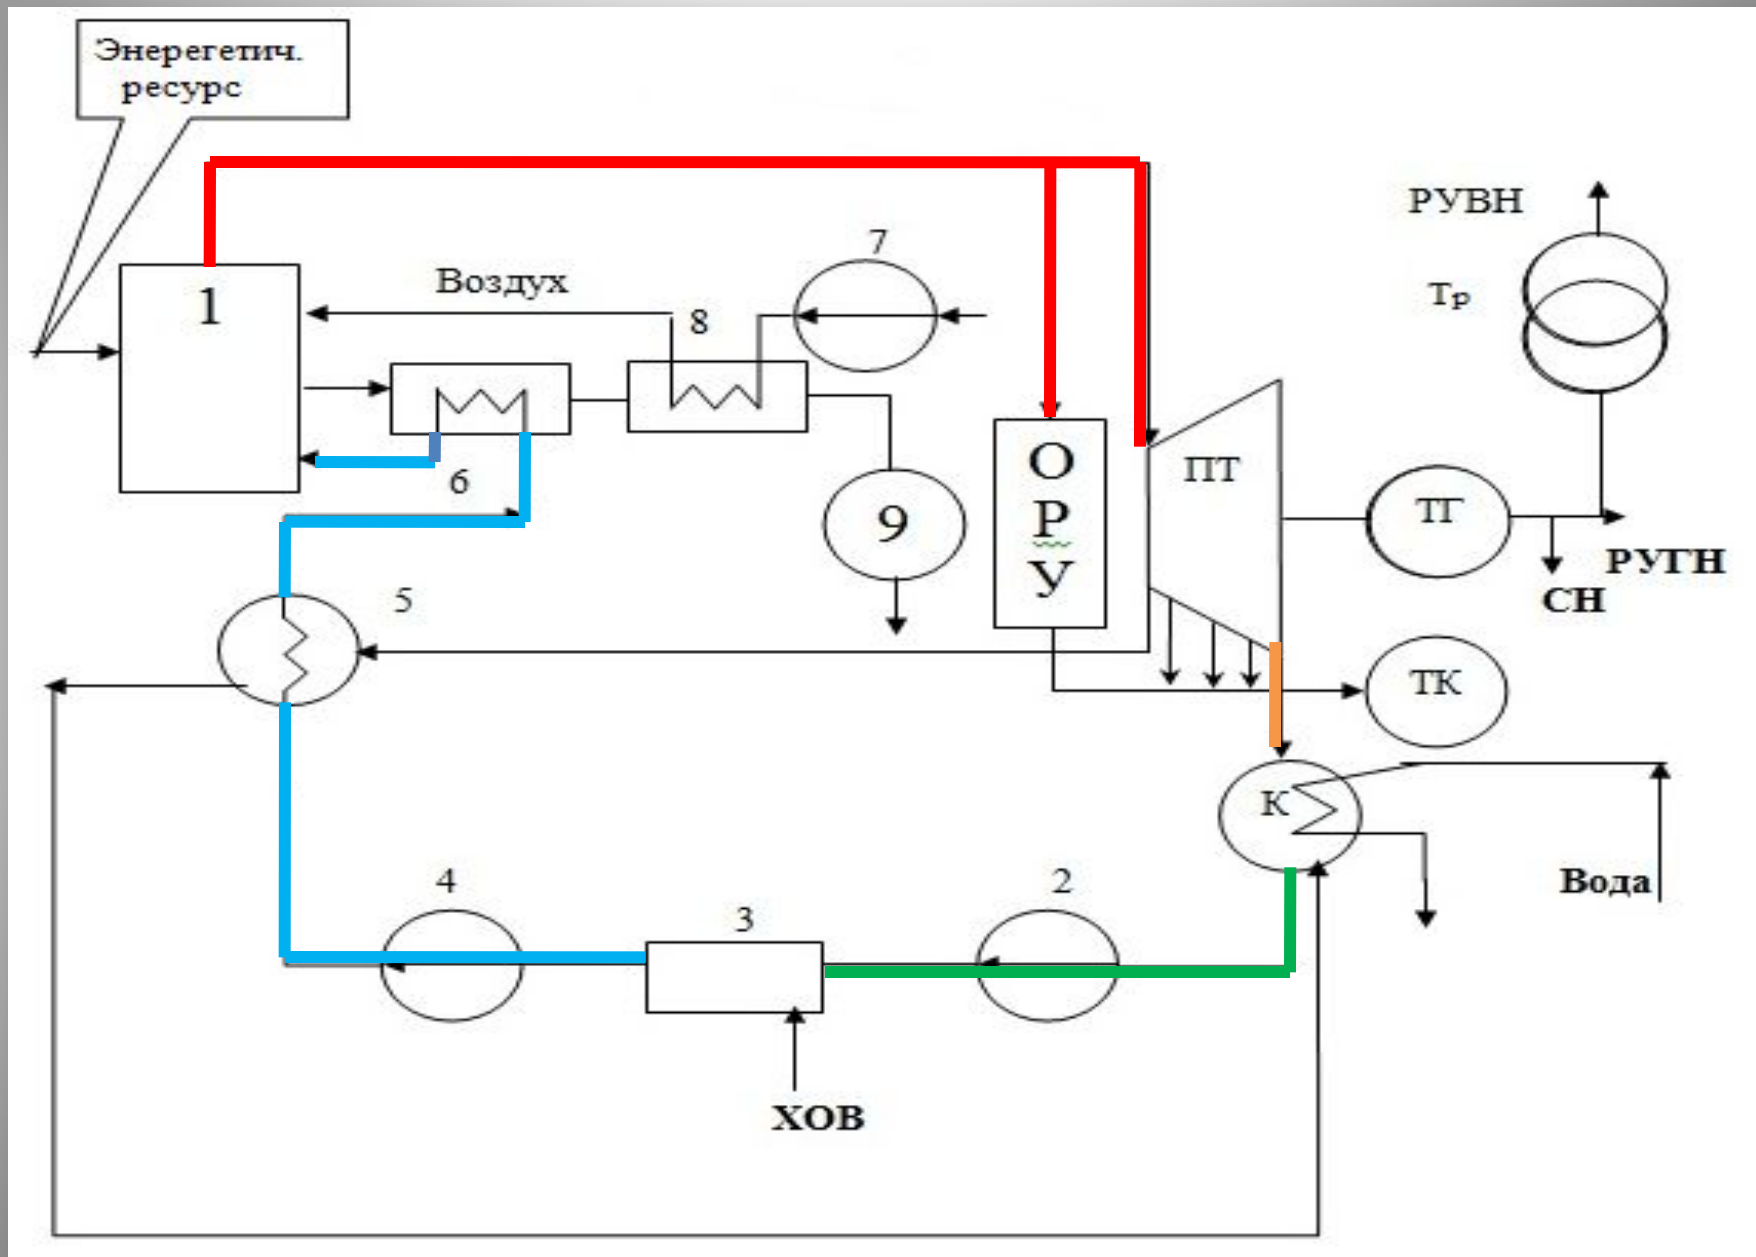 Энерегетич.
ресурс
1
Воздух
7
8
6
9
5
О
Р
У
ПТ
РУВН
Тр
ТГ
РУГН
СН
ТК
К
Вода
4
3
2
ХОВ